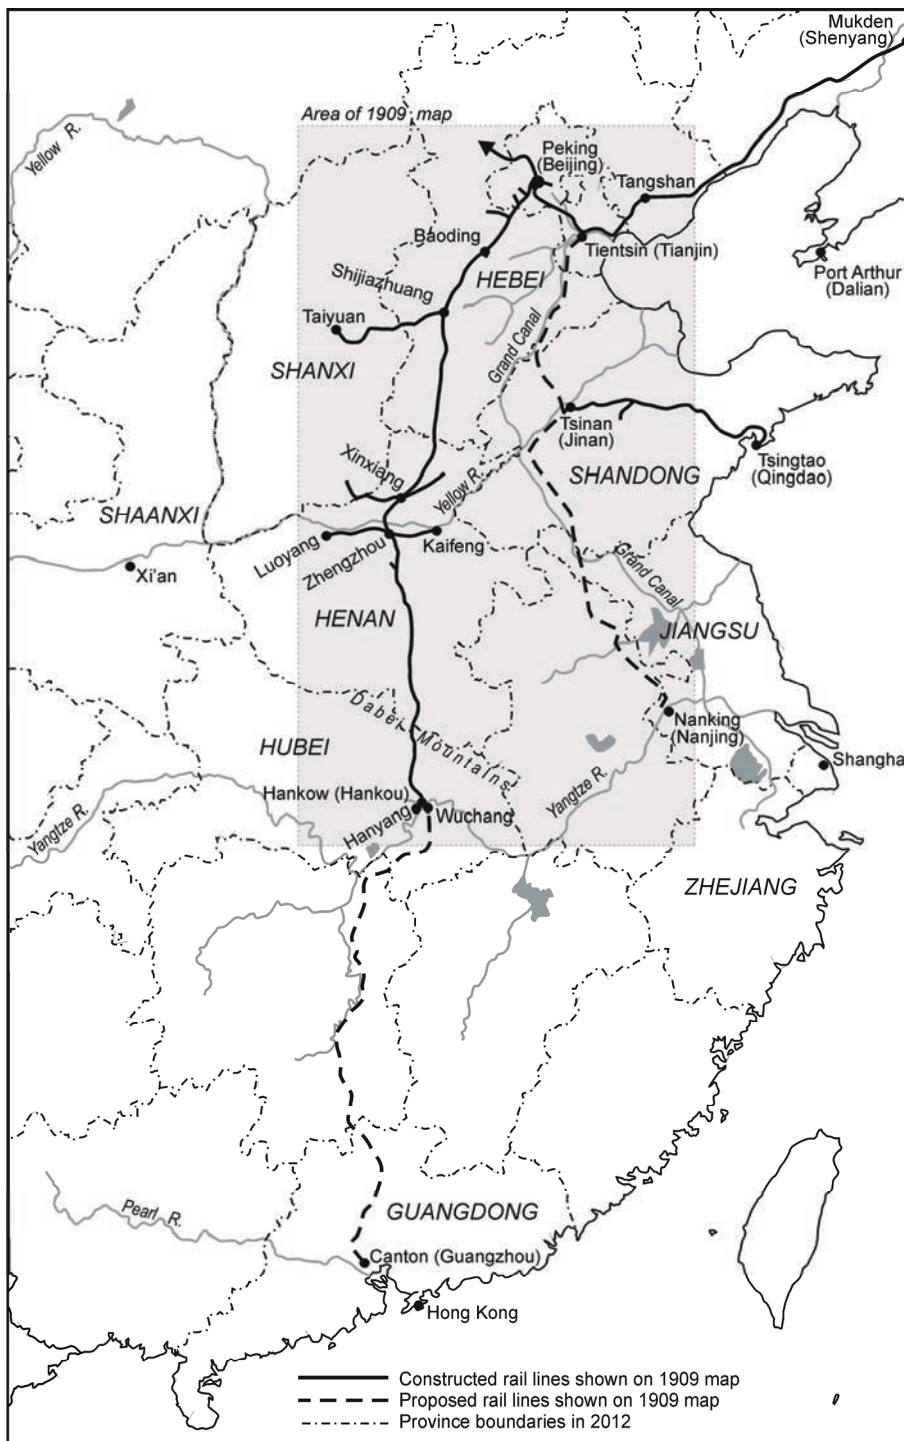 Mukden
(Shenyang)
Area of 1909 map
Yellow R.
Peking
(Beijing)
Tangshan
Baoding
Tientsin (Tianjin)
Port Arthur
(Dalian)
HEBEI
Shijiazhuang
Taiyuan
Grand Canal
SHANXI
Tsinan
(Jinan)
Tsingtao
(Qingdao)
SHANDONG
Xinxiang
Yellow R.
SHAANXI
Luoyang
Zhengzhou
Kaifeng
Xi'an
Grand Canal
HENAN
JIANGSU
Dabei Mountains
Nanking
(Nanjing)
HUBEI
Shangha
Hankow (Hankou)
Hanyang
Wuchang
Yangtze R.
Yangtze R.
ZHEJIANG
Pearl R.
GUANGDONG
Canton (Guangzhou)
Hong Kong
Constructed rail lines shown on 1909 map
Proposed rail lines shown on 1909 map
Province boundaries in 2012